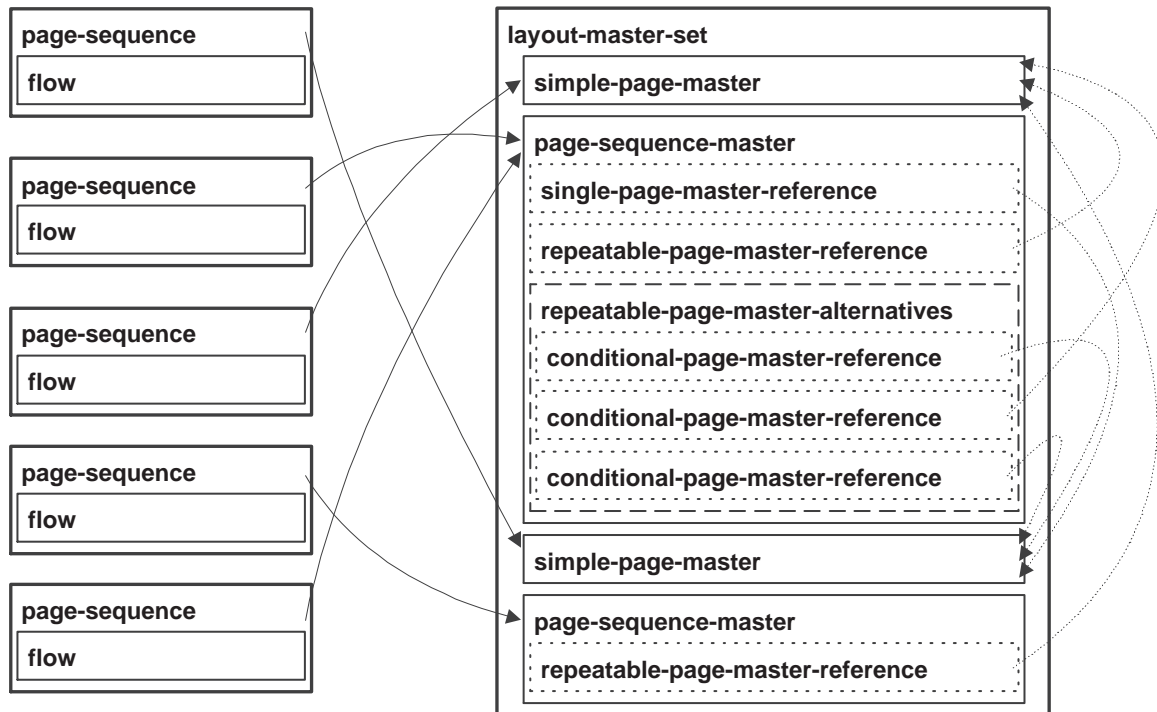 page-sequence
flow
page-sequence
flow
page-sequence
flow
page-sequence
flow
page-sequence
flow
layout-master-set
simple-page-master
page-sequence-master
single-page-master-reference
repeatable-page-master-reference
repeatable-page-master-alternatives
conditional-page-master-reference
conditional-page-master-reference
conditional-page-master-reference
simple-page-master
page-sequence-master
repeatable-page-master-reference